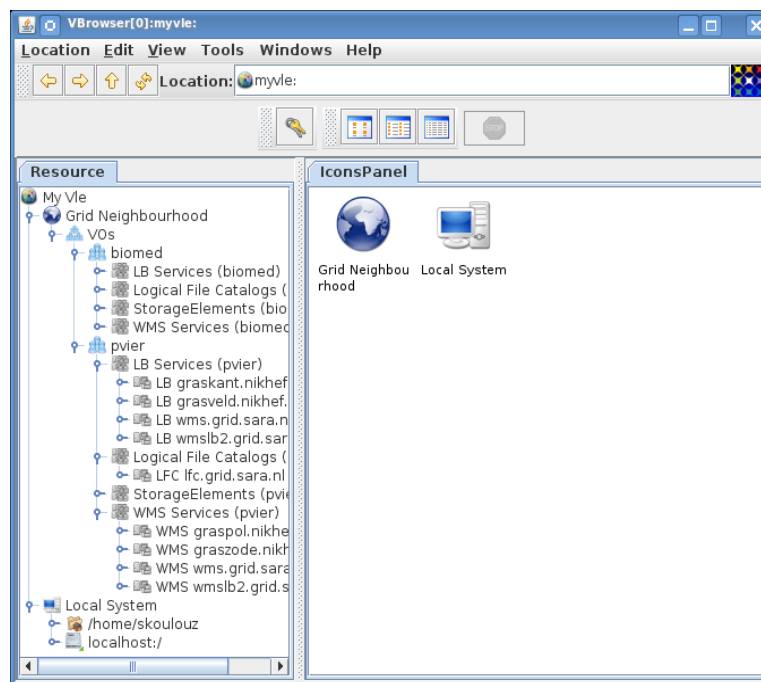 VBrowser[0]:myvle:
Location Edit View Tools Windows Help
Location: myvle:
STOP
Resource
IconsPanel
My Vle
Grid Neighbourhood
VOs
biomed
LB Services (biomed)
Logical File Catalogs (
StorageElements (bio
WMS Services (biomed
pvier
LB Services (pvier)
LB graskant.nikhef
LB grasveld.nikhef.
LB wms.grid.sara.n
LB wmslb2.grid.sar
Logical File Catalogs (
LFC lfc.grid.sara.nl
StorageElements (pvie
WMS Services (pvier)
WMS graspol.nikhe
WMS graszode.nikh
WMS wms.grid.sara
WMS wmslb2.grid.s
Local System
/home/skoulouz
localhost:/
Grid Neighbou
rhood
Local System